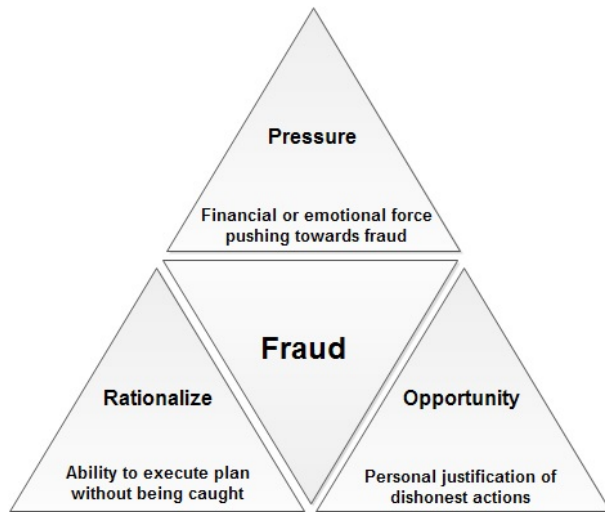 Pressure
Financial or emotional force
pushing towards fraud
Fraud
Rationalize
Ability to execute plan
without being caught
Opportunity
Personal justification of
dishonest actions